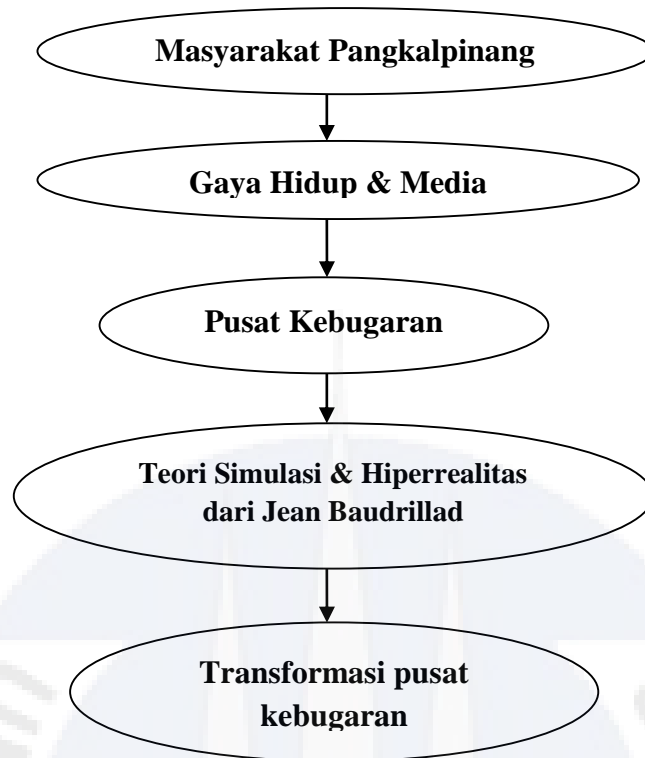 Masyarakat Pangkalpinang
Gaya Hidup & Media
Pusat Kebugaran
Teori Simulasi & Hiperrealitas
dari Jean Baudrillad
Transformasi pusat
kebugaran